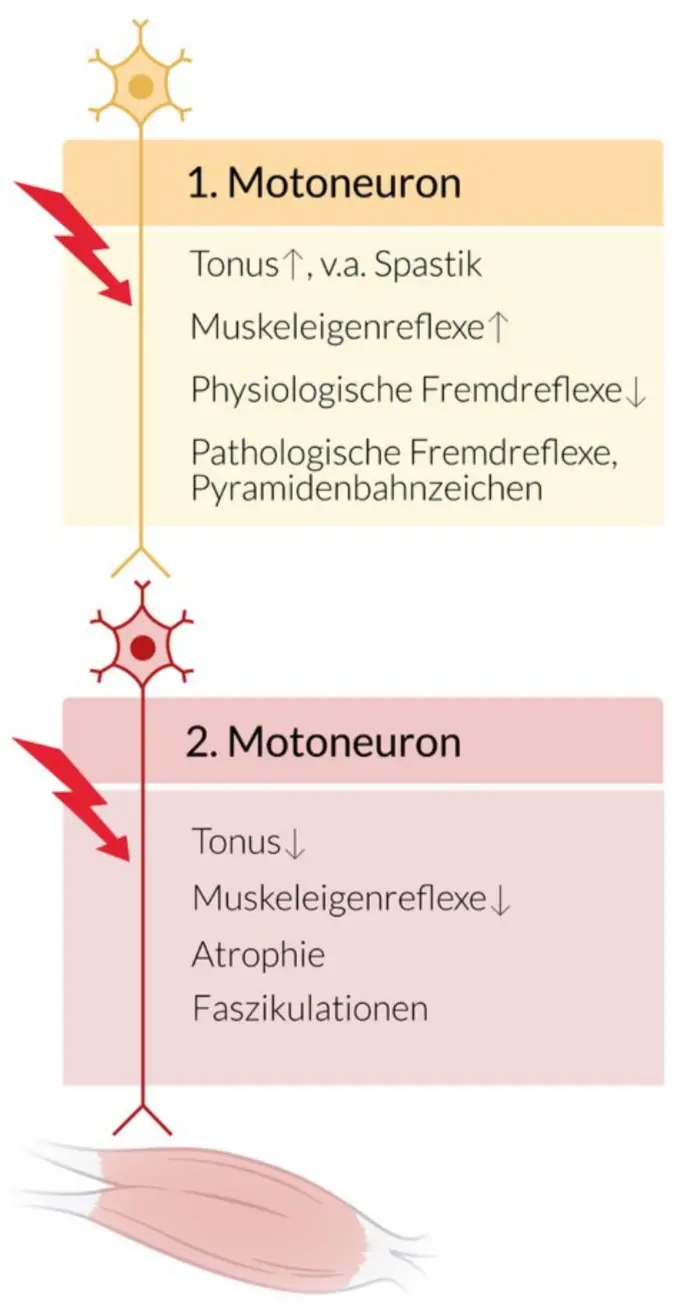 1. Motoneuron
Tonus↑, v.a. Spastik
Muskeleigenreflexe↑
Physiologische Fremdreflexe↓
Pathologische Fremdreflexe,
Pyramidenbahnzeichen
2. Motoneuron
Tonus↓
Muskeleigenreflexe↓
Atrophie
Faszikulationen